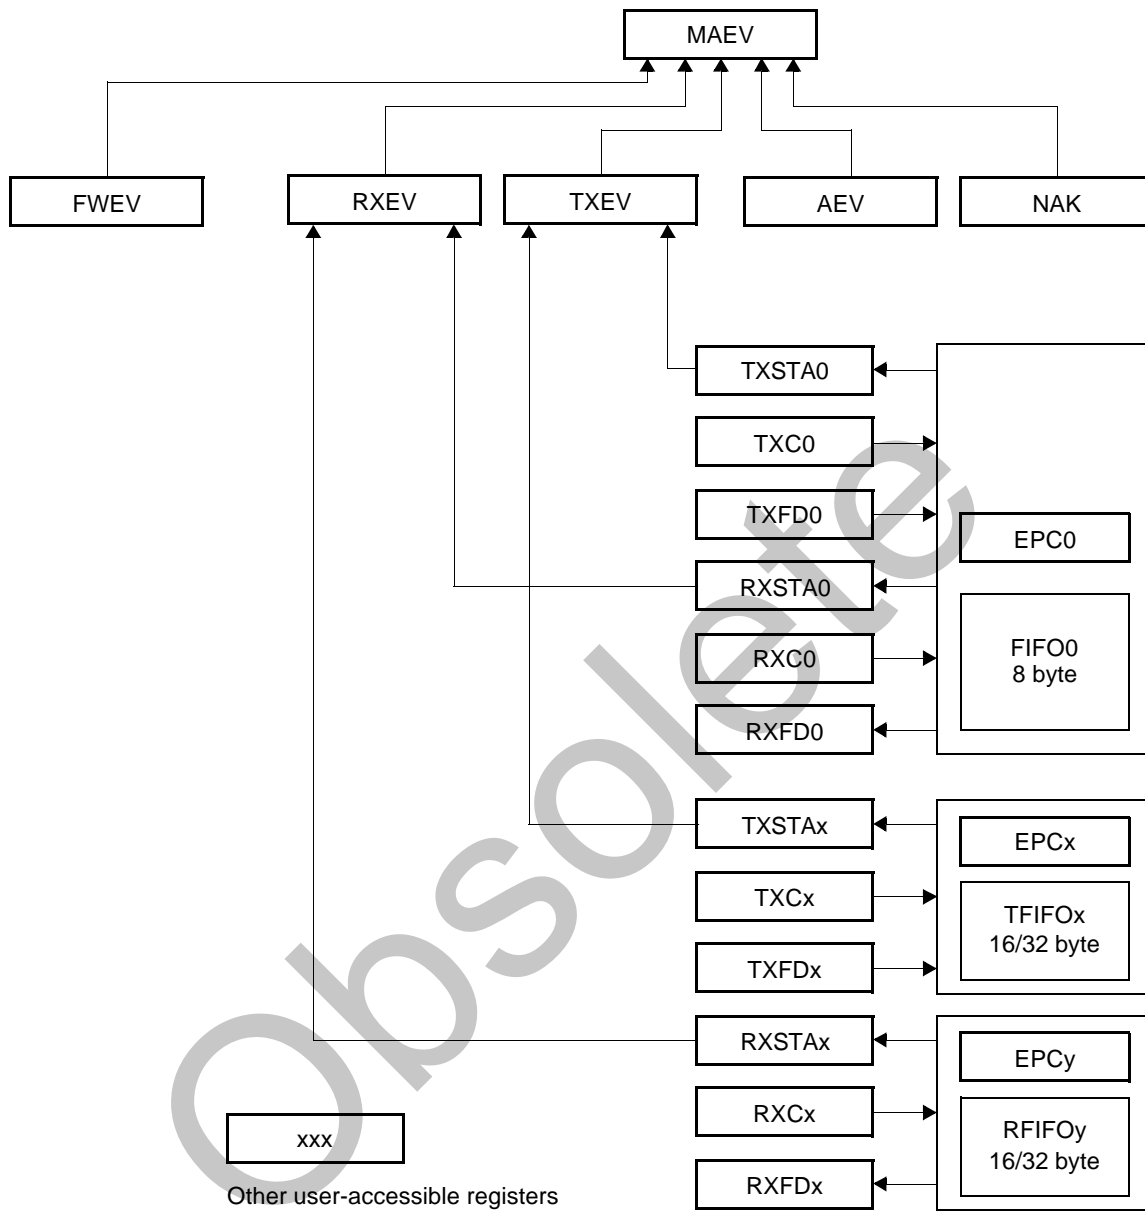 MAEV
FWEV
RXEV
TXEV
AEV
NAK
TXSTA0
TXC0
TXFD0
EPC0
RXSTA0
FIFO0
8 byte
RXC0
RXFD0
TXSTAx
EPCx
TXCx
TFIFOx
16/32 byte
TXFDx
RXSTAx
EPCy
RXCx
RFIFOy
16/32 byte
RXFDx
xxx
Other user-accessible registers
Obsolete